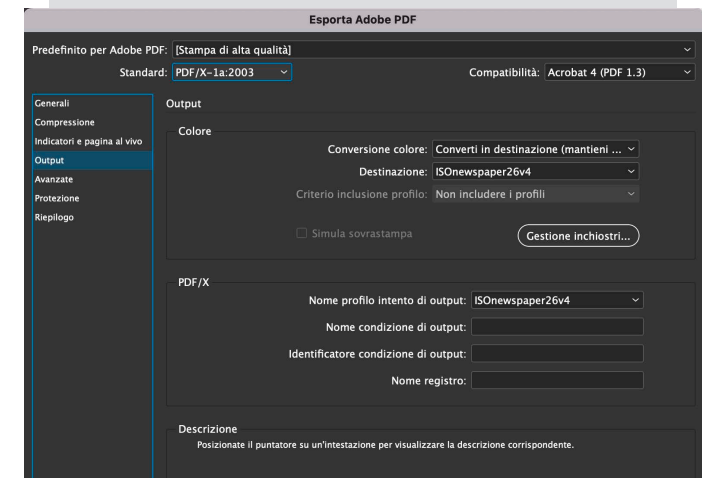 Esporta Adobe PDF
Predefinito per Adobe PDF: [Stampa di alta qualità]
Standard: PDF/X-1a:2003 Compatibilità: Acrobat 4 (PDF 1.3)
Generali
Compressione
Indicatori e pagina al vivo
Output
Avanzate
Protezione
Riepilogo
Output
Colore
Conversione colore: Converti in destinazione (mantieni ...
Destinazione: ISOnewspaper26v4
Criterio inclusione profilo: Non includere i profili
Simula sovrastampa Gestione inchiostri...
PDF/X
Nome profilo intento di output: ISOnewspaper26v4
Nome condizione di output:
Identificatore condizione di output:
Nome registro:
Descrizione
Posizionate il puntatore su un'intestazione per visualizzare la descrizione corrispondente.